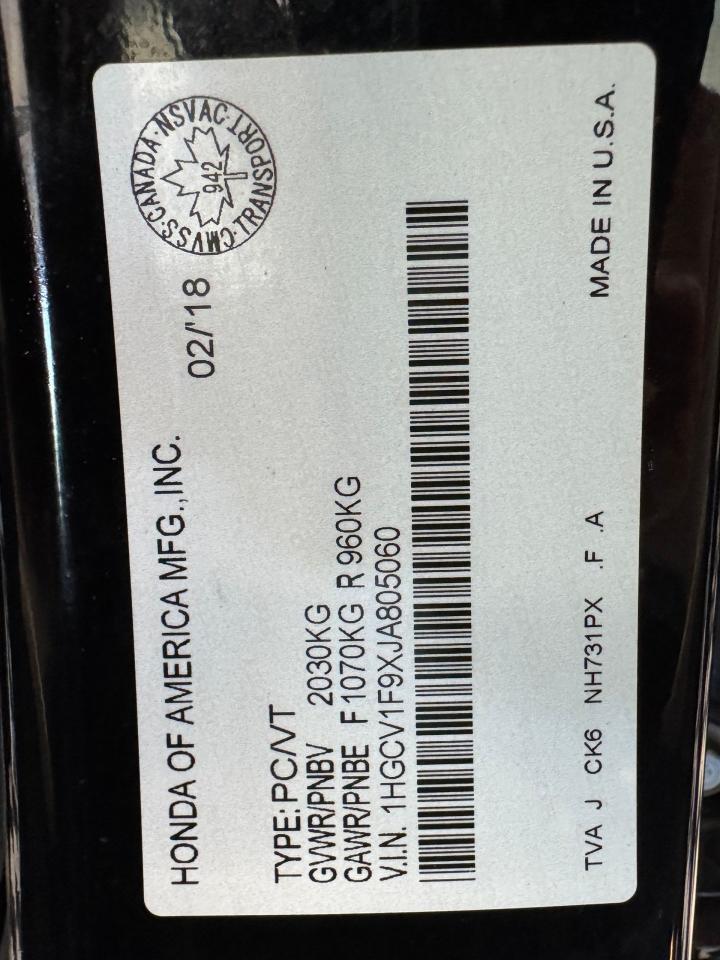 HONDA OF AMERICA MFG.,INC.
02/'18
CMVSS·CANADA·NSVAC·TRANSPORT·
942
TYPE:PC/VT
GVWR/PNBV 2030KG
GAWR/PNBE F 1070KG R 960KG
V.I.N. 1HGCV1F9XJA805060
TVA J CK6 NH731PX .F .A
MADE IN U.S.A.